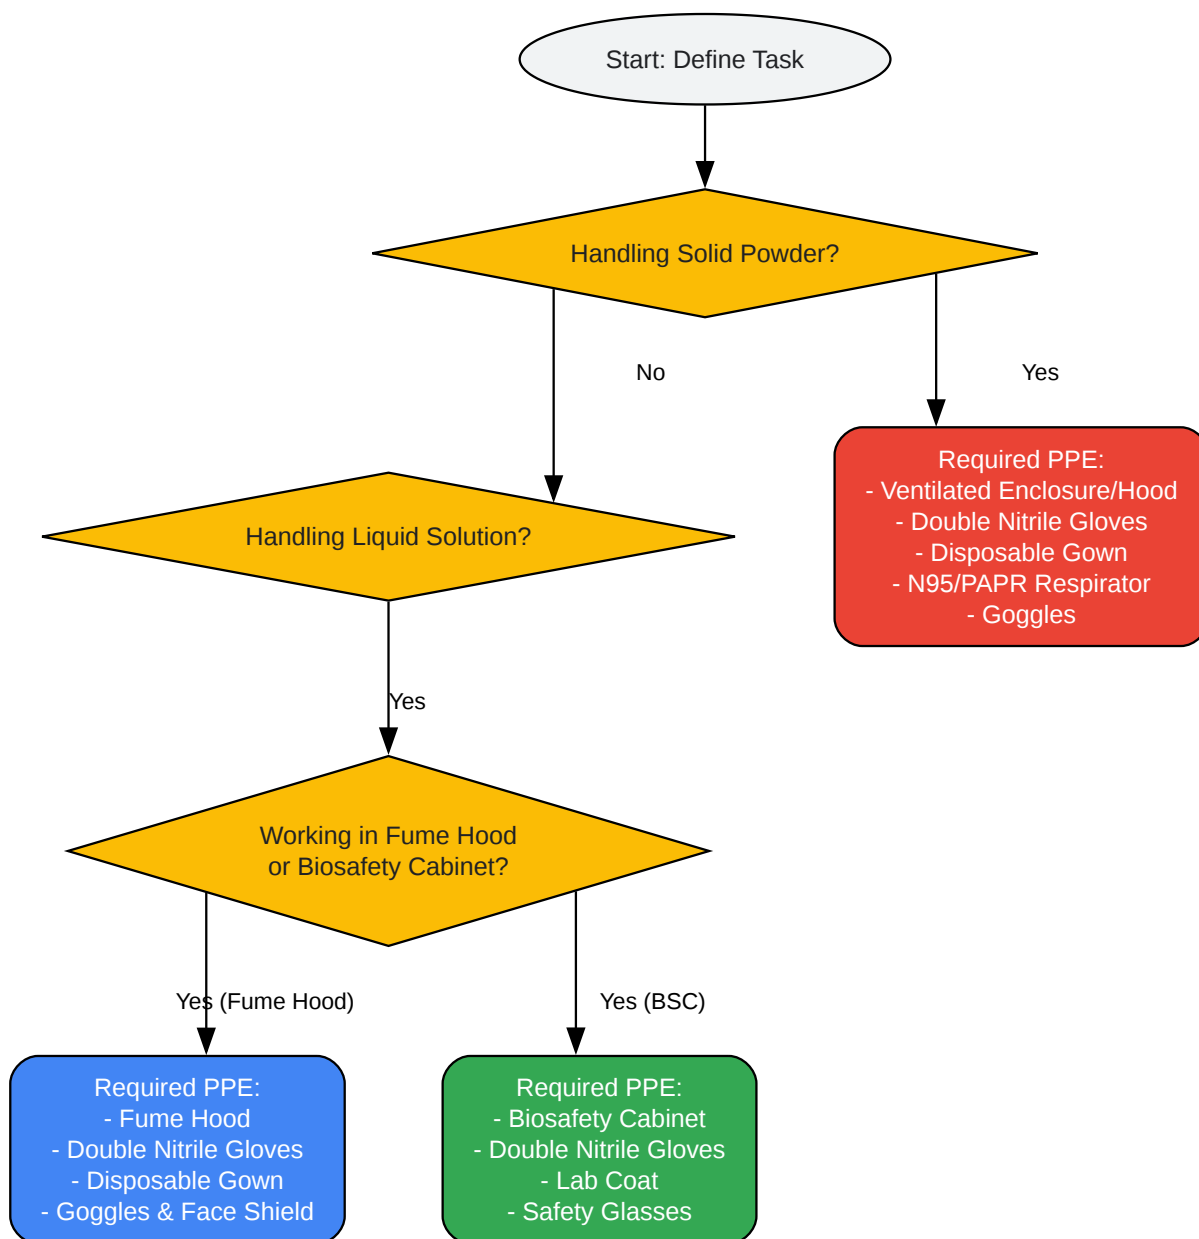 Start: Define Task
Handling Solid Powder?
No
Yes
Required PPE:
- Ventilated Enclosure/Hood
- Double Nitrile Gloves
- Disposable Gown
- N95/PAPR Respirator
- Goggles
Handling Liquid Solution?
Yes
Working in Fume Hood
or Biosafety Cabinet?
Yes (Fume Hood)
Yes (BSC)
Required PPE:
- Fume Hood
- Double Nitrile Gloves
- Disposable Gown
- Goggles & Face Shield
Required PPE:
- Biosafety Cabinet
- Double Nitrile Gloves
- Lab Coat
- Safety Glasses